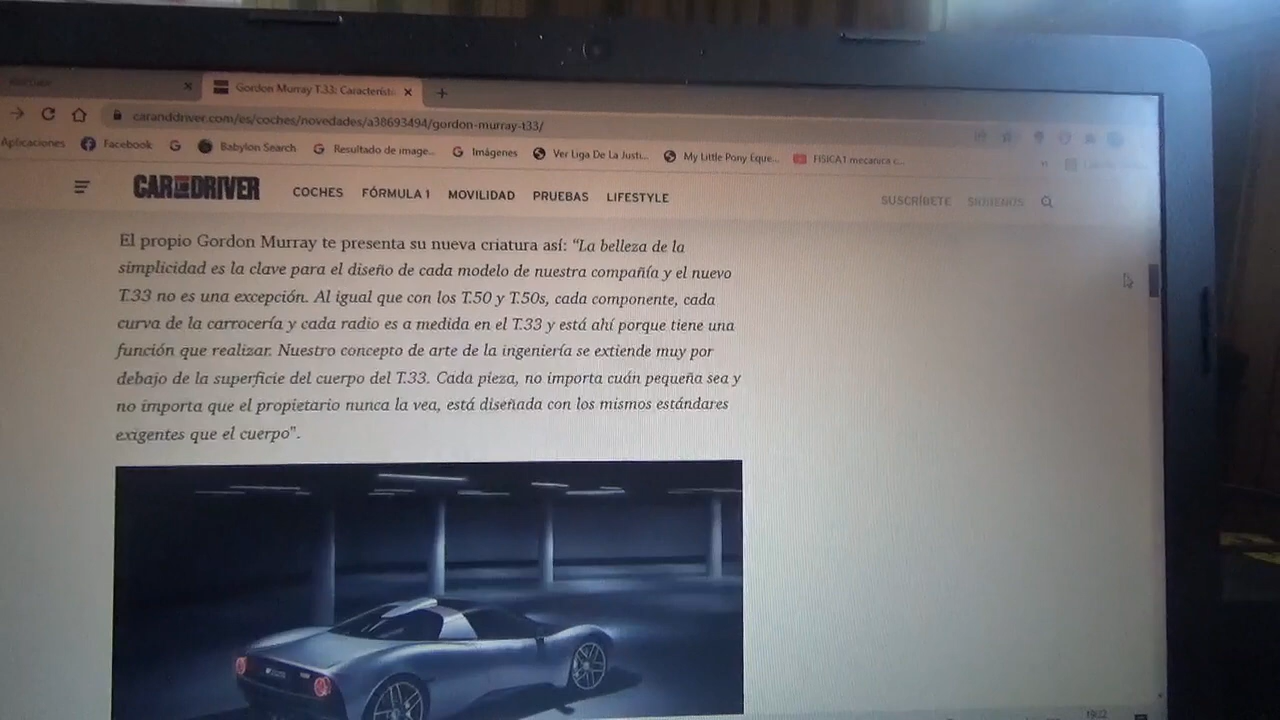 Gordon Murray T.33: Característi
caranddriver.com/es/coches/novedades/a38693494/gordon-murray-t33/
Aplicaciones Facebook Babylon Search Resultado de image... Imágenes Ver Liga De La Justi... My Little Pony Eque... FISICA1 mecanica c...
CAR AND DRIVER COCHES FÓRMULA 1 MOVILIDAD PRUEBAS LIFESTYLE SUSCRÍBETE SÍGUENOS
El propio Gordon Murray te presenta su nueva criatura así: "La belleza de la
simplicidad es la clave para el diseño de cada modelo de nuestra compañía y el nuevo
T.33 no es una excepción. Al igual que con los T.50 y T.50s, cada componente, cada
curva de la carrocería y cada radio es a medida en el T.33 y está ahí porque tiene una
función que realizar. Nuestro concepto de arte de la ingeniería se extiende muy por
debajo de la superficie del cuerpo del T.33. Cada pieza, no importa cuán pequeña sea y
no importa que el propietario nunca la vea, está diseñada con los mismos estándares
exigentes que el cuerpo".
19:22